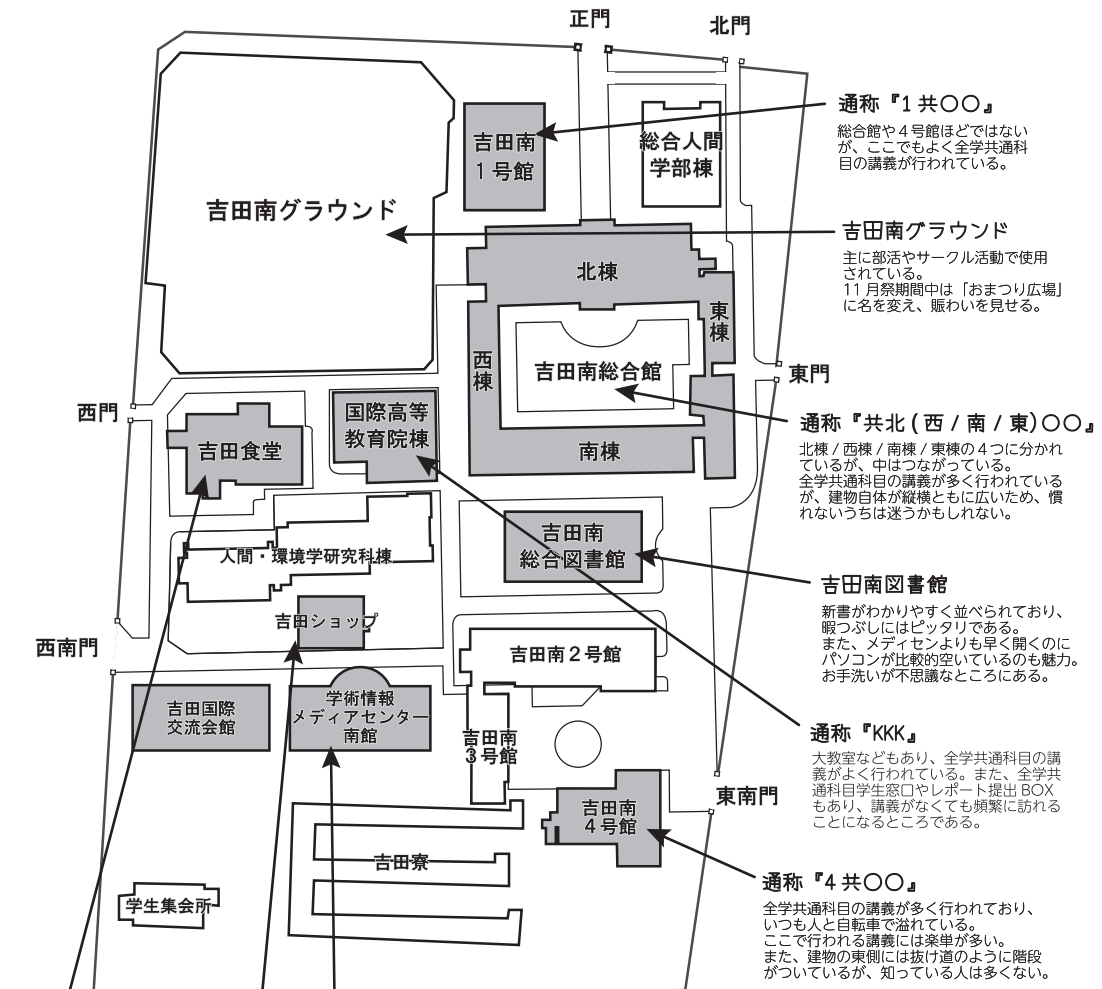 正門
北門
吉田南
1号館
総合人間
学部棟
通称『1共〇〇』
総合館や4号館ほどではない
が、ここでもよく全学共通科
目の講義が行われている。
吉田南グラウンド
吉田南グラウンド
主に部活やサークル活動で使用
されている。
11月祭期間中は「おまつり広場」
に名を変え、賑わいを見せる。
北棟
東棟
西棟
吉田南総合館
南棟
東門
西門
国際高等
教育院棟
吉田食堂
通称『共北(西/南/東)〇〇』
北棟/西棟/南棟/東棟の4つに分かれ
ているが、中はつながっている。
全学共通科目の講義が多く行われている
が、建物自体が縦横ともに広いため、慣
れないうちは迷うかもしれない。
吉田南
総合図書館
人間・環境学研究科棟
吉田ショップ
吉田南図書館
新書がわかりやすく並べられており、
暇つぶしにはピッタリである。
また、メディセンよりも早く開くのに
パソコンが比較的空いているのも魅力。
お手洗いが不思議なところにある。
西南門
吉田南2号館
吉田国際
交流会館
学術情報
メディアセンター
南館
吉田南
3号館
通称『KKK』
大教室などもあり、全学共通科目の講
義がよく行われている。また、全学共
通科目学生窓口やレポート提出BOX
もあり、講義がなくても頻繁に訪れる
ことになるところである。
東南門
吉田南
4号館
吉田寮
学生集会所
通称『4共〇〇』
全学共通科目の講義が多く行われており、
いつも人と自転車で溢れている。
ここで行われる講義には楽単が多い。
また、建物の東側には抜け道のように階段
がついているが、知っている人は多くない。